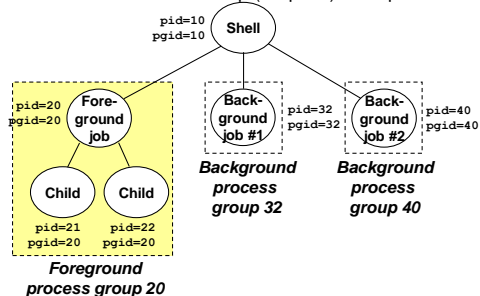 pid=10
pgid=10
Shell
pid=20
pgid=20
Fore-
ground
job
Back-
ground
job #1
pid=32
pgid=32
Back-
ground
job #2
pid=40
pgid=40
Child
Child
pid=21
pgid=20
pid=22
pgid=20
Background
process
group 32
Background
process
group 40
Foreground
process group 20